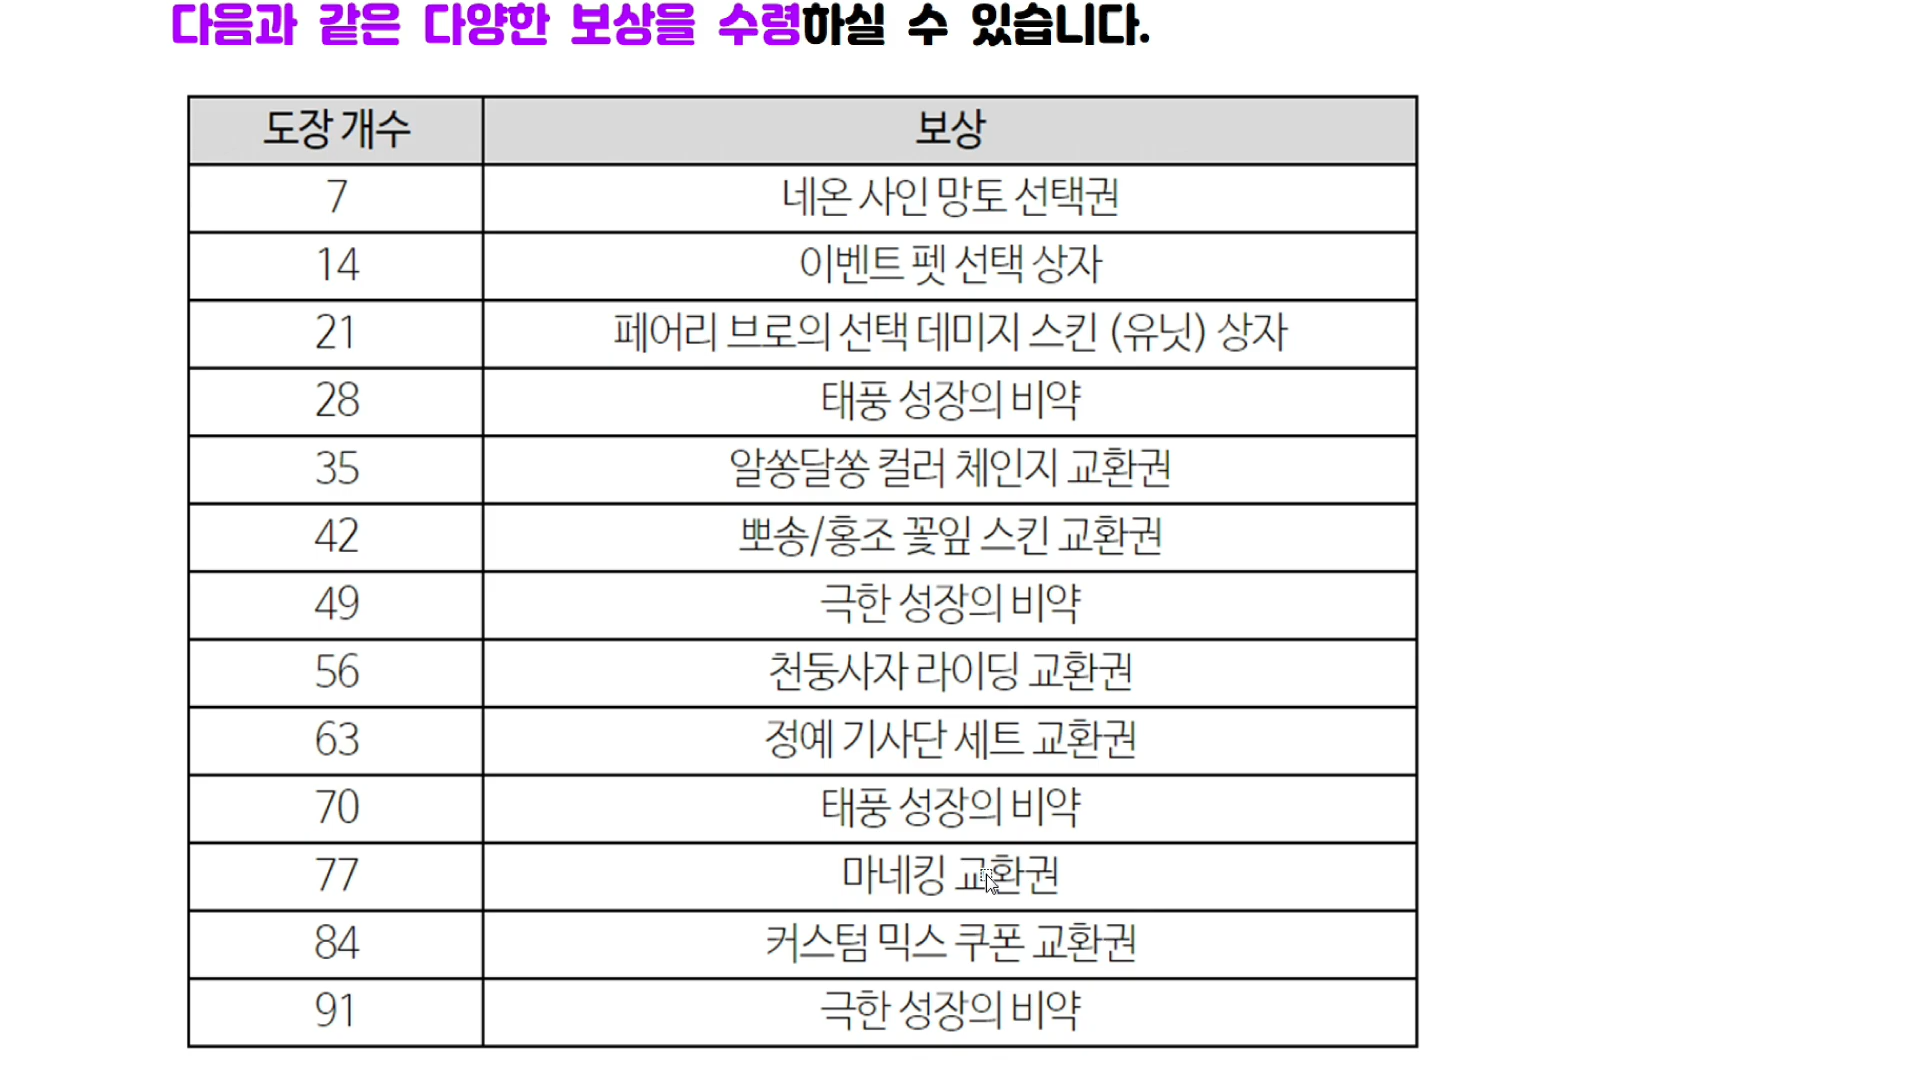 다음과 같은 다양한 보상을 수령하실 수 있습니다.
도장 개수 보상
7 네온 사인 망토 선택권
14 이벤트 펫 선택 상자
21 페어리 브로의 선택 데미지 스킨 (유닛) 상자
28 태풍 성장의 비약
35 알쏭달쏭 컬러 체인지 교환권
42 뽀송/홍조 꽃잎 스킨 교환권
49 극한 성장의 비약
56 천둥사자 라이딩 교환권
63 정예 기사단 세트 교환권
70 태풍 성장의 비약
77 마네킹 교환권
84 커스텀 믹스 쿠폰 교환권
91 극한 성장의 비약